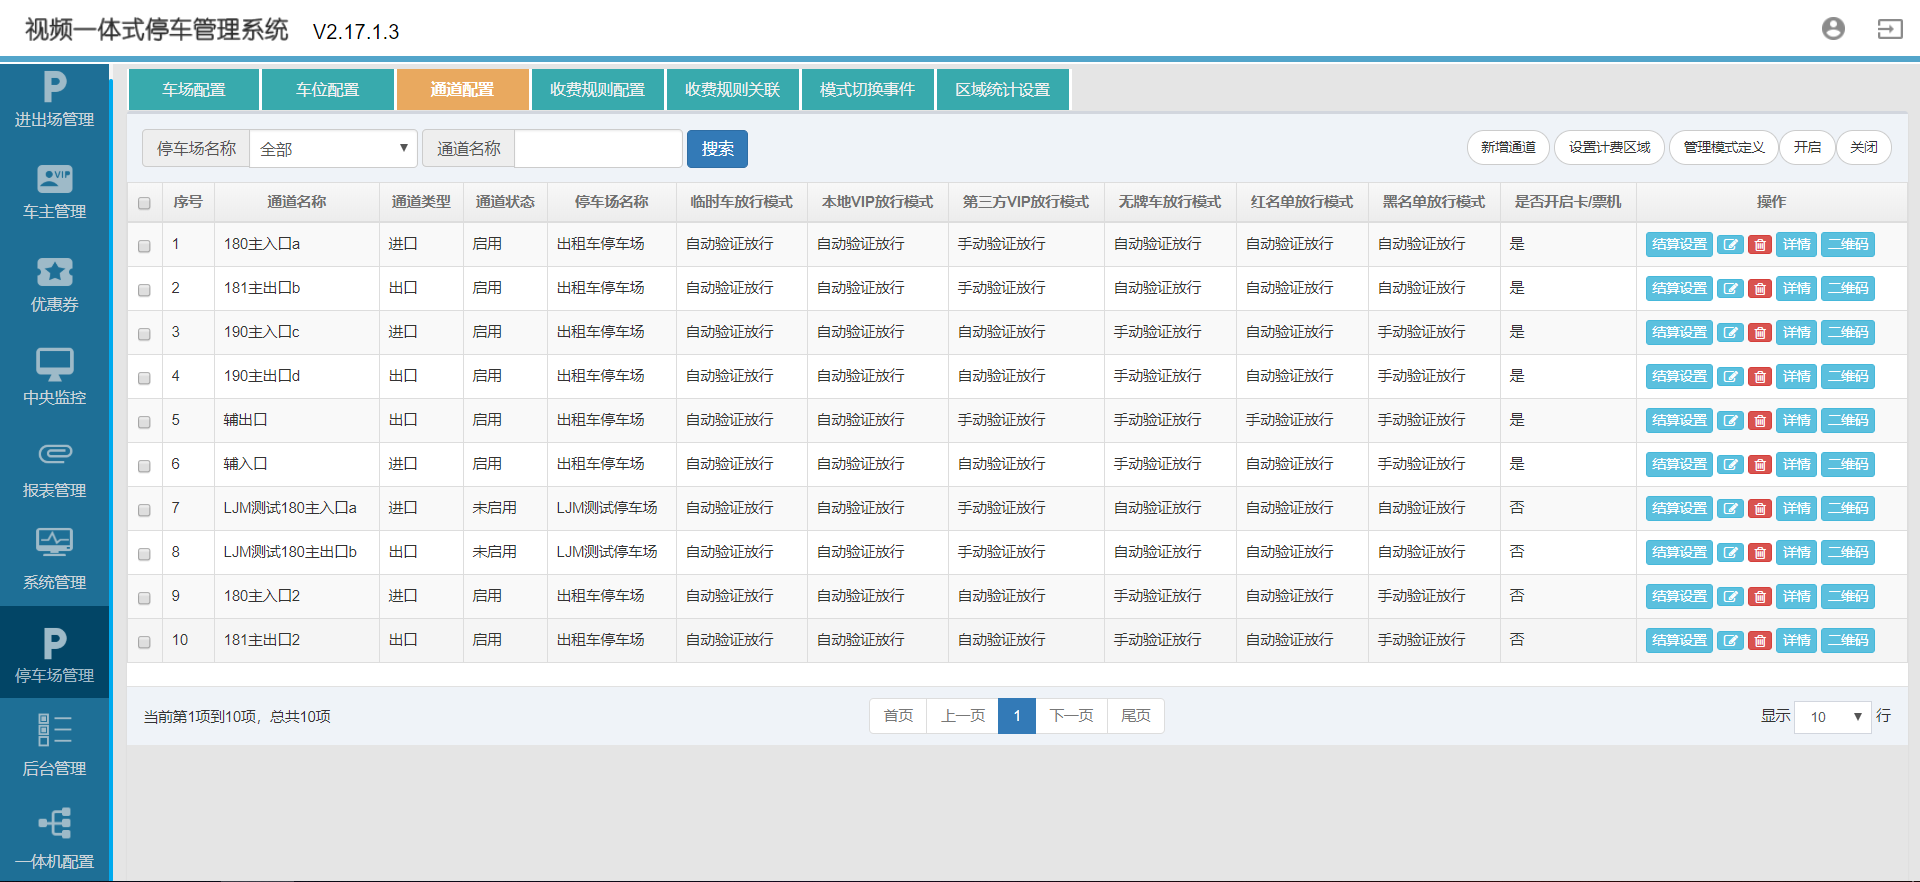 视频一体式停车管理系统 V2.17.1.3
P
进出场管理
VIP
车主管理
优惠券
中央监控
报表管理
系统管理
P
停车场管理
后台管理
一体机配置
车场配置 车位配置 通道配置 收费规则配置 收费规则关联 模式切换事件 区域统计设置
停车场名称 全部 通道名称 搜索 新增通道 设置计费区域 管理模式定义 开启 关闭
序号 通道名称 通道类型 通道状态 停车场名称 临时车放行模式 本地VIP放行模式 第三方VIP放行模式 无牌车放行模式 红名单放行模式 黑名单放行模式 是否开启卡/票机 操作
1 180主入口a 进口 启用 出租车停车场 自动验证放行 自动验证放行 手动验证放行 自动验证放行 自动验证放行 自动验证放行 是 结算设置 详情 二维码
2 181主出口b 出口 启用 出租车停车场 自动验证放行 自动验证放行 手动验证放行 自动验证放行 自动验证放行 自动验证放行 是 结算设置 详情 二维码
3 190主入口c 进口 启用 出租车停车场 自动验证放行 自动验证放行 自动验证放行 手动验证放行 自动验证放行 手动验证放行 是 结算设置 详情 二维码
4 190主出口d 出口 启用 出租车停车场 自动验证放行 自动验证放行 自动验证放行 手动验证放行 自动验证放行 手动验证放行 是 结算设置 详情 二维码
5 辅出口 出口 启用 出租车停车场 自动验证放行 自动验证放行 自动验证放行 手动验证放行 手动验证放行 手动验证放行 是 结算设置 详情 二维码
6 辅入口 进口 启用 出租车停车场 自动验证放行 自动验证放行 自动验证放行 手动验证放行 自动验证放行 手动验证放行 是 结算设置 详情 二维码
7 LJM测试180主入口a 进口 未启用 LJM测试停车场 自动验证放行 自动验证放行 手动验证放行 自动验证放行 自动验证放行 自动验证放行 否 结算设置 详情 二维码
8 LJM测试180主出口b 出口 未启用 LJM测试停车场 自动验证放行 自动验证放行 手动验证放行 自动验证放行 自动验证放行 自动验证放行 否 结算设置 详情 二维码
9 180主入口2 进口 启用 出租车停车场 自动验证放行 自动验证放行 自动验证放行 手动验证放行 自动验证放行 手动验证放行 否 结算设置 详情 二维码
10 181主出口2 出口 启用 出租车停车场 自动验证放行 自动验证放行 自动验证放行 手动验证放行 自动验证放行 手动验证放行 否 结算设置 详情 二维码
当前第1项到10项，总共10项 首页 上一页 1 下一页 尾页 显示 10 行